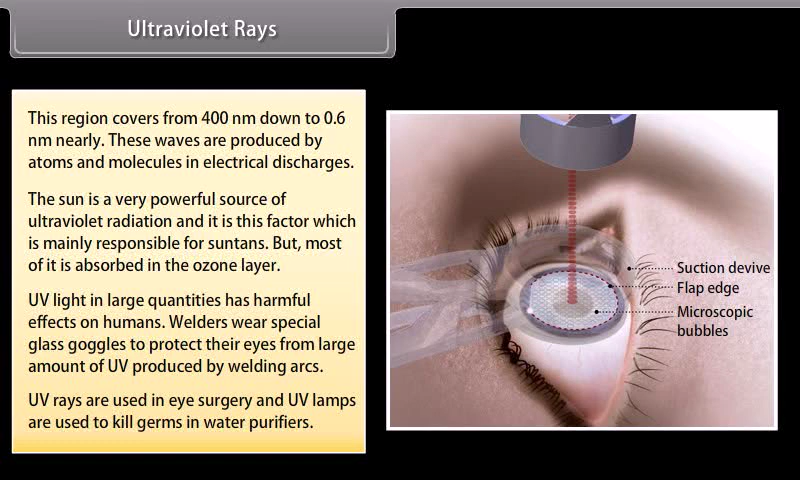 Ultraviolet Rays
This region covers from 400 nm down to 0.6
nm nearly. These waves are produced by
atoms and molecules in electrical discharges.
The sun is a very powerful source of
ultraviolet radiation and it is this factor which
is mainly responsible for suntans. But, most
of it is absorbed in the ozone layer.
UV light in large quantities has harmful
effects on humans. Welders wear special
glass goggles to protect their eyes from large
amount of UV produced by welding arcs.
UV rays are used in eye surgery and UV lamps
are used to kill germs in water purifiers.
Suction devive
Flap edge
Microscopic
bubbles